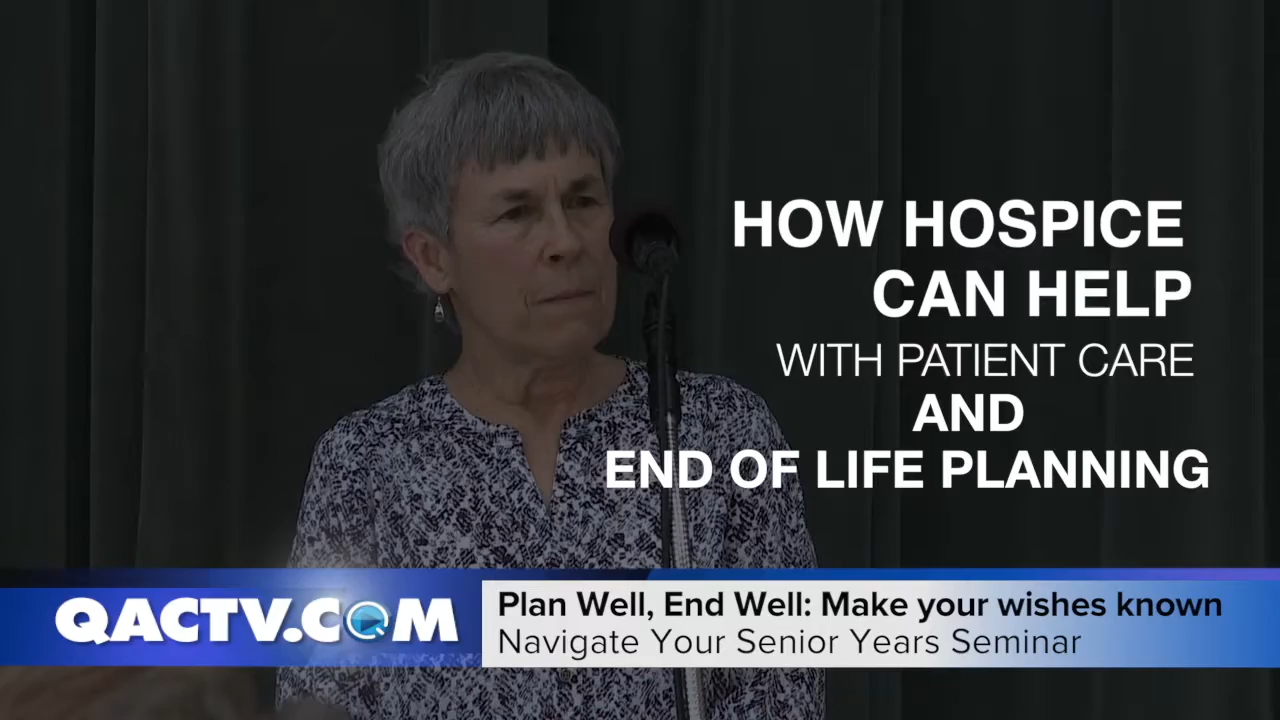 HOW HOSPICE
CAN HELP
WITH PATIENT CARE
AND
END OF LIFE PLANNING
QACTV.COM
Plan Well, End Well: Make your wishes known
Navigate Your Senior Years Seminar